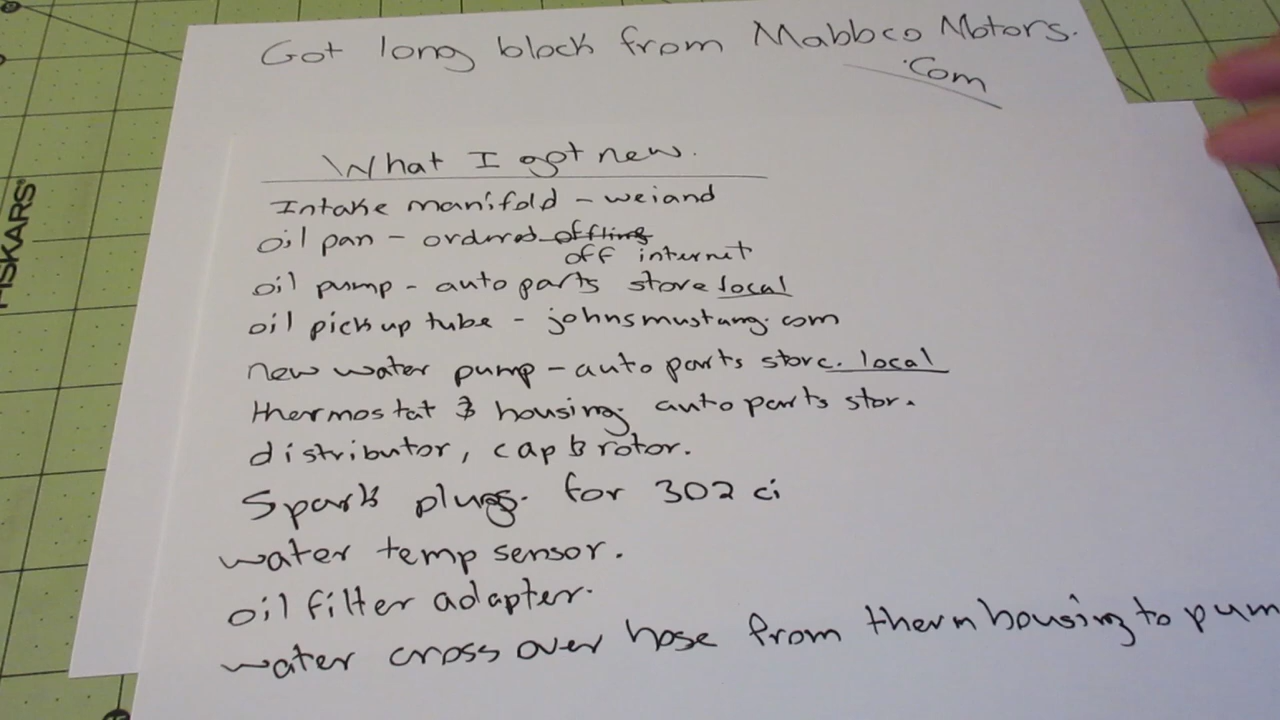 Got long block from Mabbco Motors.
.Com
What I got new.
Intake manifold - weiand
oil pan - ordered offling
off internet
oil pump - auto parts store local
oil pickup tube - johnsmustang.com
new water pump - auto parts store. local
thermostat & housing. auto parts stor.
distributor, cap & rotor.
Spark plugs. for 302 ci
water temp sensor.
oil filter adapter.
water cross over hose from therm housing to pum
FISKARS